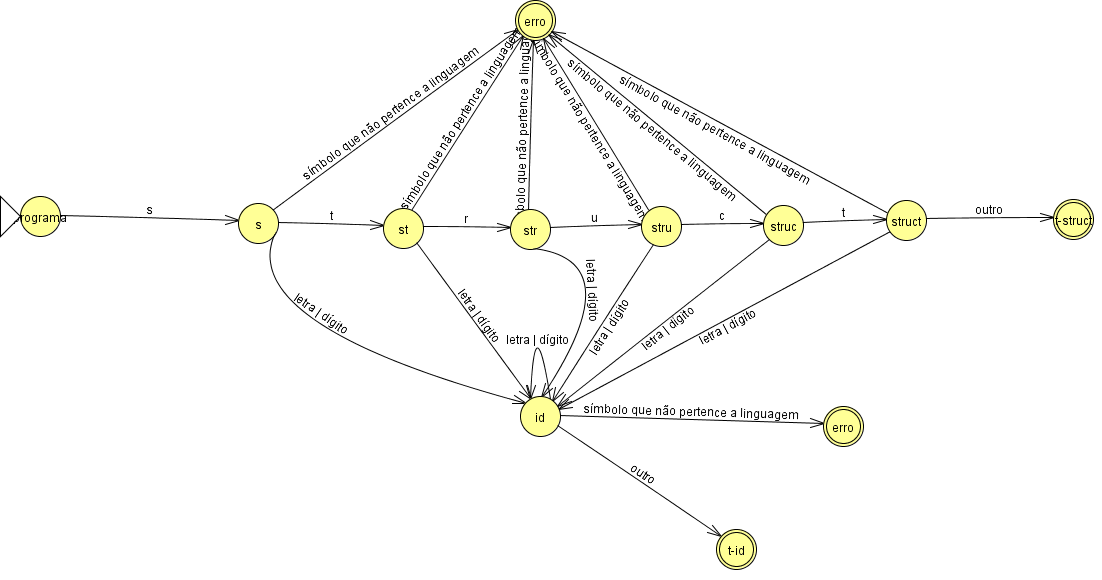 erro
símbolo que não pertence a linguagem
símbolo que não pertence a linguagem
bolo que não pertence a lingua
mbolo que não pertence a linguagem
símbolo que não pertence a linguagem
símbolo que não pertence a linguagem
rograma
s
s
t
st
r
str
u
stru
c
struc
t
struct
outro
t-struct
letra | dígito
letra | dígito
letra | dígito
letra | dígito
letra | dígito
letra | dígito
letra | dígito
id
símbolo que não pertence a linguagem
erro
outro
t-id